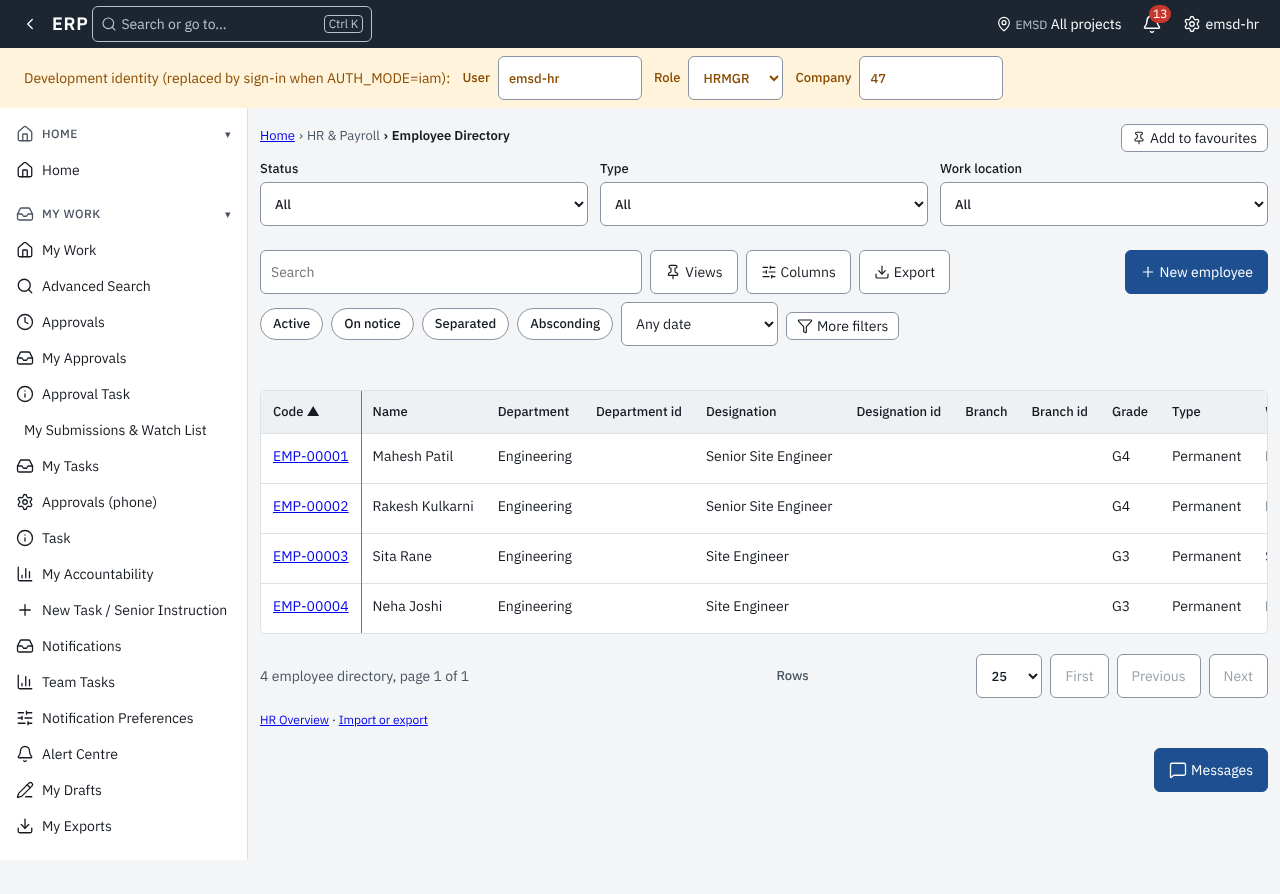 ERP Search or go to... Ctrl K EMSD All projects 13 emsd-hr
Development identity (replaced by sign-in when AUTH_MODE=iam): User emsd-hr Role HRMGR Company 47
HOME
Home
MY WORK
My Work
Advanced Search
Approvals
My Approvals
Approval Task
My Submissions & Watch List
My Tasks
Approvals (phone)
Task
My Accountability
New Task / Senior Instruction
Notifications
Team Tasks
Notification Preferences
Alert Centre
My Drafts
My Exports
Home › HR & Payroll › Employee Directory
Add to favourites
Status Type Work location
All All All
Search Views Columns Export + New employee
Active On notice Separated Absconding Any date More filters
Code ▲ Name Department Department id Designation Designation id Branch Branch id Grade Type
EMP-00001 Mahesh Patil Engineering Senior Site Engineer G4 Permanent
EMP-00002 Rakesh Kulkarni Engineering Senior Site Engineer G4 Permanent
EMP-00003 Sita Rane Engineering Site Engineer G3 Permanent
EMP-00004 Neha Joshi Engineering Site Engineer G3 Permanent
4 employee directory, page 1 of 1 Rows 25 First Previous Next
HR Overview · Import or export
Messages